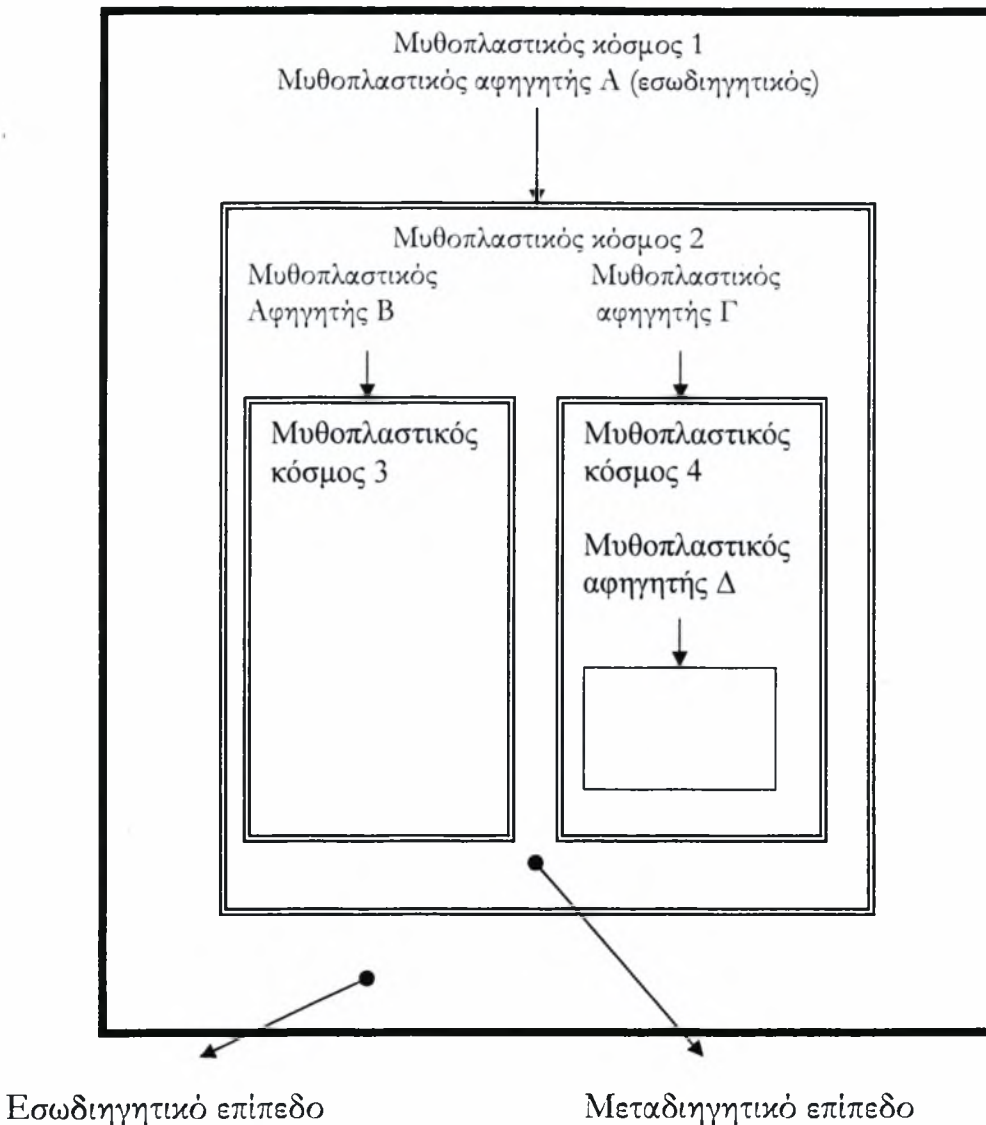 Μυθοπλαστικός κόσμος 1
Μυθοπλαστικός αφηγητής Α (εσωδιηγητικός)
Μυθοπλαστικός κόσμος 2
Μυθοπλαστικός
Αφηγητής Β
Μυθοπλαστικός
αφηγητής Γ
Μυθοπλαστικός
κόσμος 3
Μυθοπλαστικός
κόσμος 4
Μυθοπλαστικός
αφηγητής Δ
Εσωδιηγητικό επίπεδο
Μεταδιηγητικό επίπεδο